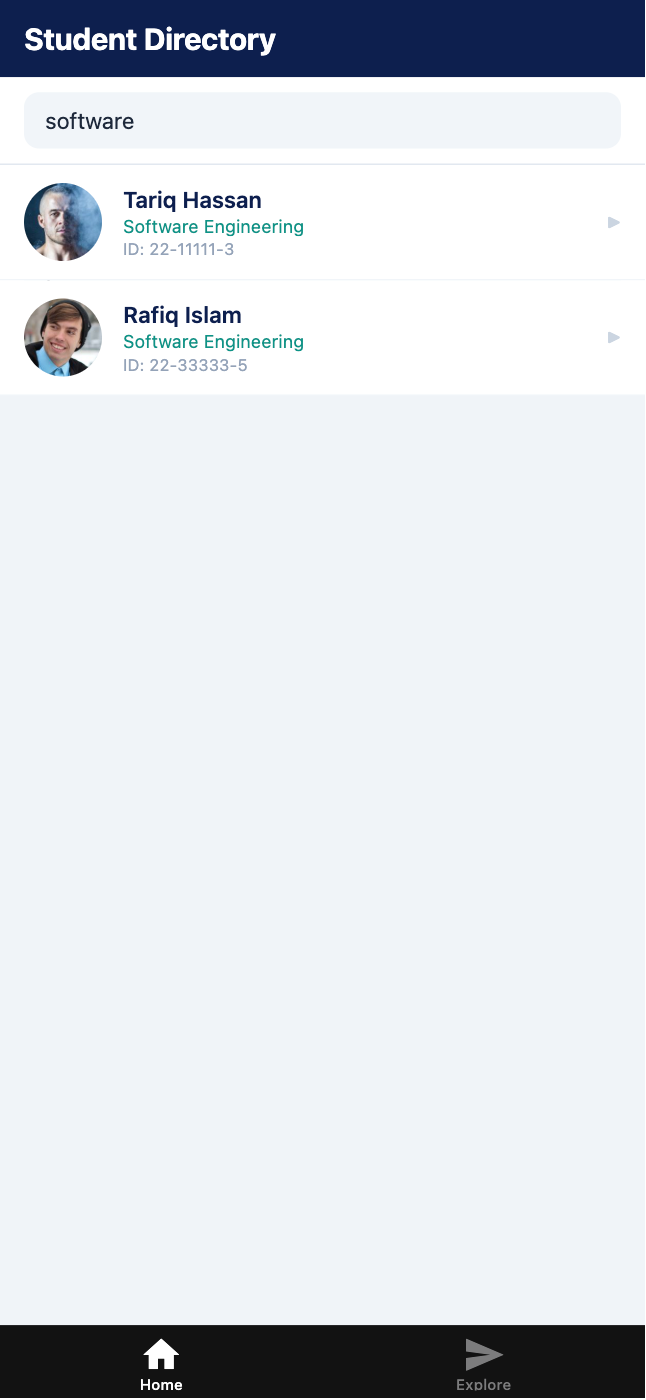 Student Directory
software
Tariq Hassan
Software Engineering
ID: 22-11111-3
Rafiq Islam
Software Engineering
ID: 22-33333-5
Home
Explore